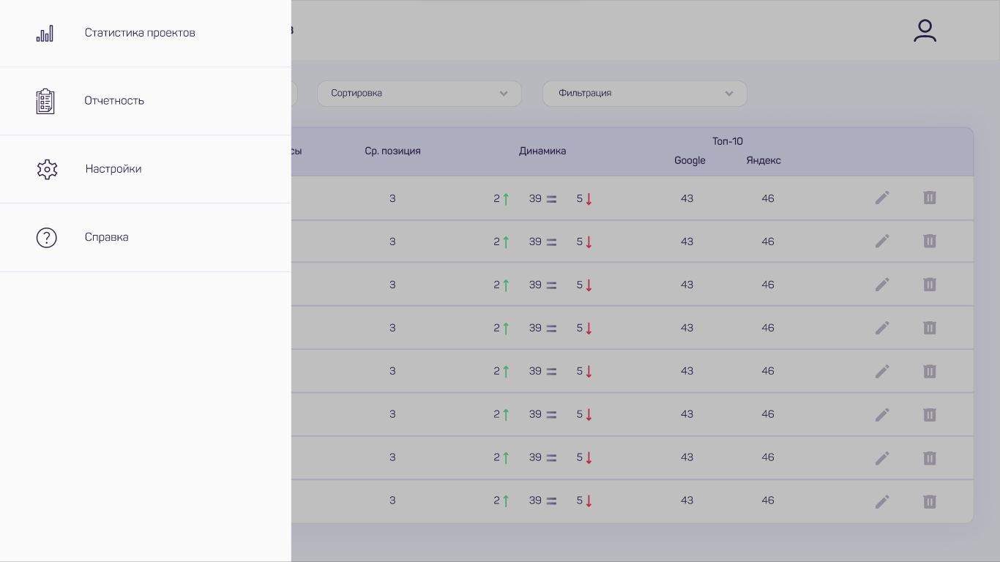 Статистика проектов
Отчетность
Настройки
Справка
Сортировка
Фильтрация
Ср. позиция
Динамика
Топ-10
Google
Яндекс
3 2 39 5 43 46
3 2 39 5 43 46
3 2 39 5 43 46
3 2 39 5 43 46
3 2 39 5 43 46
3 2 39 5 43 46
3 2 39 5 43 46
3 2 39 5 43 46